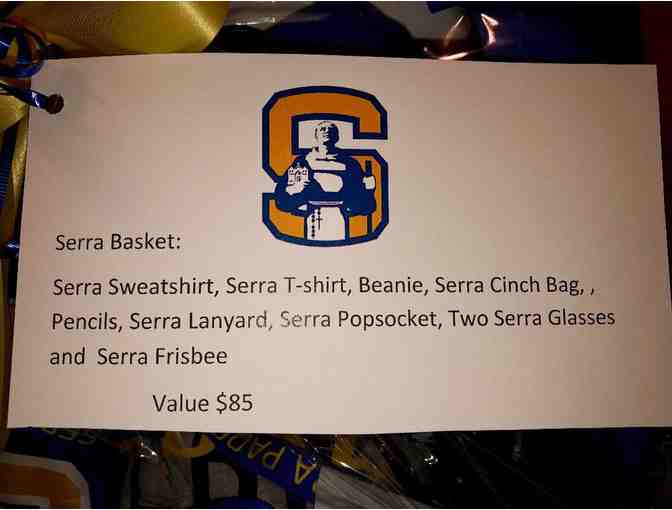 S
Serra Basket:
Serra Sweatshirt, Serra T-shirt, Beanie, Serra Cinch Bag, ,
Pencils, Serra Lanyard, Serra Popsocket, Two Serra Glasses
and  Serra Frisbee
Value $85